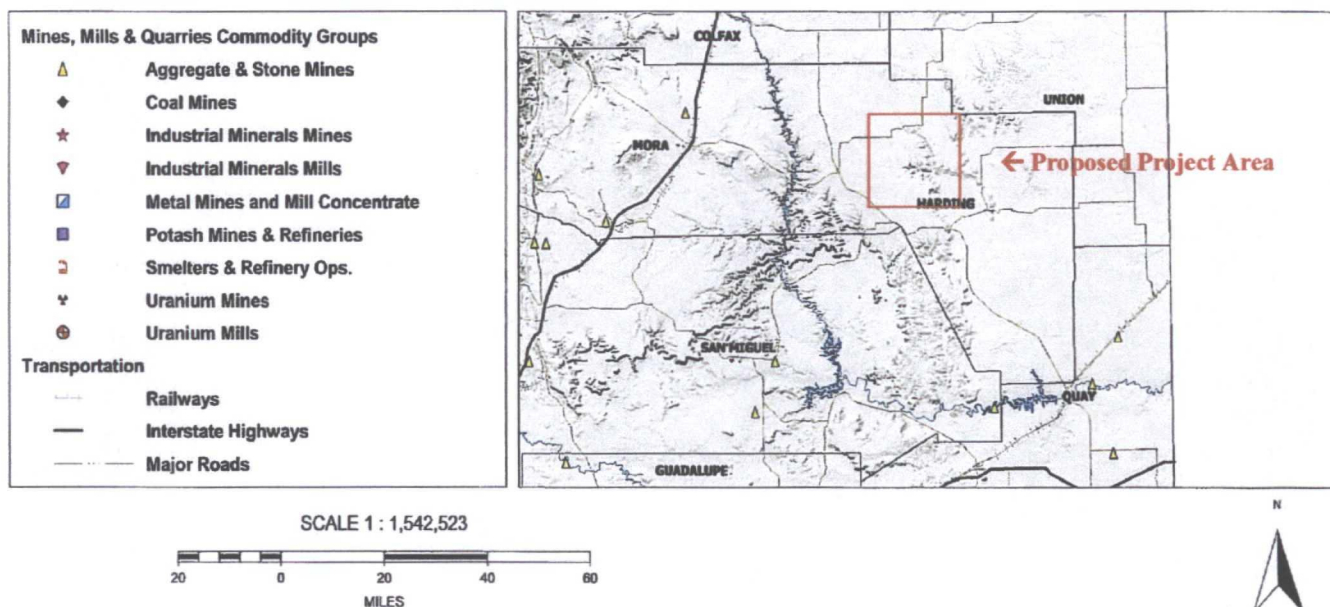 Mines, Mills & Quarries Commodity Groups
Aggregate & Stone Mines
Coal Mines
Industrial Minerals Mines
Industrial Minerals Mills
Metal Mines and Mill Concentrate
Potash Mines & Refineries
Smelters & Refinery Ops.
Uranium Mines
Uranium Mills
Transportation
Railways
Interstate Highways
Major Roads
COLFAX
UNION
MORA
← Proposed Project Area
HARDING
SAN MIGUEL
QUAY
GUADALUPE
SCALE 1 : 1,542,523
20 0 20 40 60
MILES
N